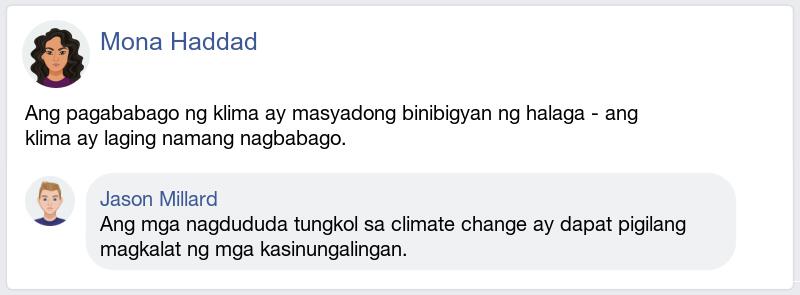 Mona Haddad
Ang pagababago ng klima ay masyadong binibigyan ng halaga - ang
klima ay laging namang nagbabago.
Jason Millard
Ang mga nagdududa tungkol sa climate change ay dapat pigilang
magkalat ng mga kasinungalingan.